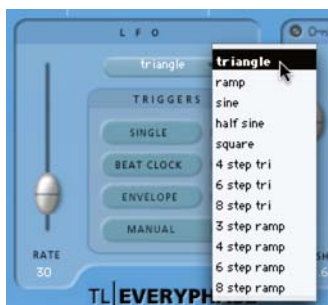 L F O
triangle
TRIGGERS
SINGLE
BEAT CLOCK
ENVELOPE
MANUAL
RATE
30
TL EVERYPH
triangle
ramp
sine
half sine
square
4 step tri
6 step tri
8 step tri
3 step ramp
4 step ramp
6 step ramp
8 step ramp